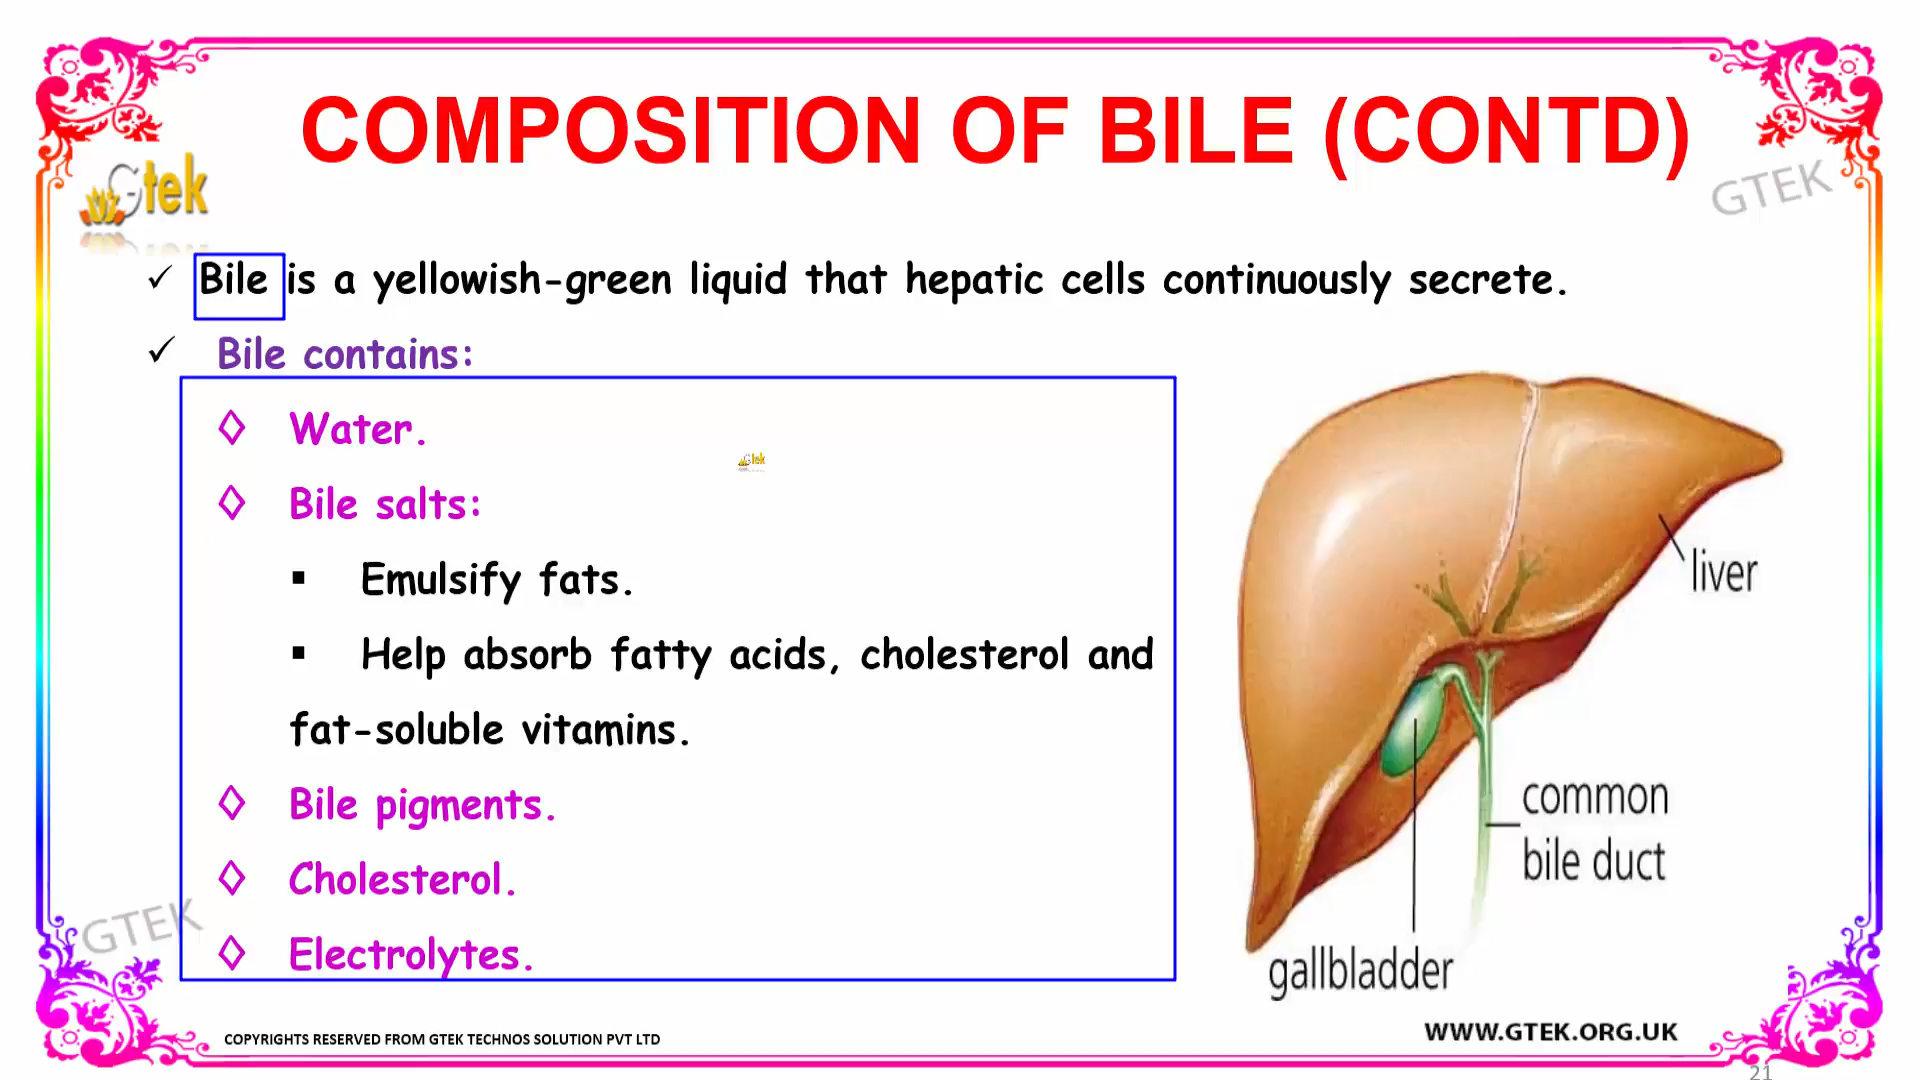 COMPOSITION OF BILE (CONTD)
Gtek
GTEK
✓ Bile is a yellowish-green liquid that hepatic cells continuously secrete.
✓ Bile contains:
◊ Water.
Gtek
◊ Bile salts:
▪ Emulsify fats.
▪ Help absorb fatty acids, cholesterol and
fat-soluble vitamins.
◊ Bile pigments.
◊ Cholesterol.
◊ Electrolytes.
liver
common
bile duct
gallbladder
GTEK
COPYRIGHTS RESERVED FROM GTEK TECHNOS SOLUTION PVT LTD
WWW.GTEK.ORG.UK
21